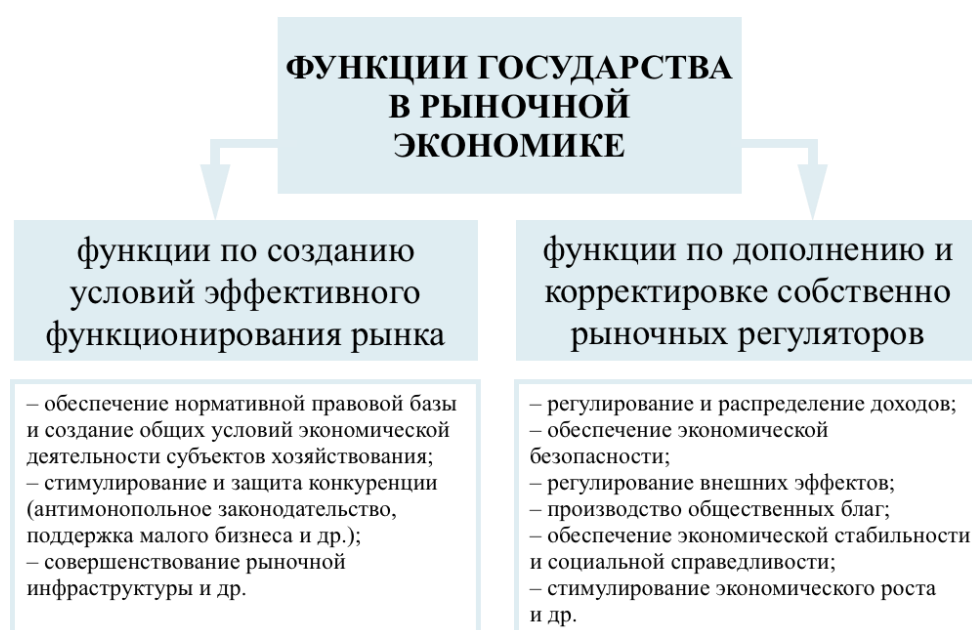 ФУНКЦИИ ГОСУДАРСТВА
В РЫНОЧНОЙ
ЭКОНОМИКЕ
функции по созданию
условий эффективного
функционирования рынка
функции по дополнению и
корректировке собственно
рыночных регуляторов
– обеспечение нормативной правовой базы
и создание общих условий экономической
деятельности субъектов хозяйствования;
– стимулирование и защита конкуренции
(антимонопольное законодательство,
поддержка малого бизнеса и др.);
– совершенствование рыночной
инфраструктуры и др.
– регулирование и распределение доходов;
– обеспечение экономической
безопасности;
– регулирование внешних эффектов;
– производство общественных благ;
– обеспечение экономической стабильности
и социальной справедливости;
– стимулирование экономического роста
и др.